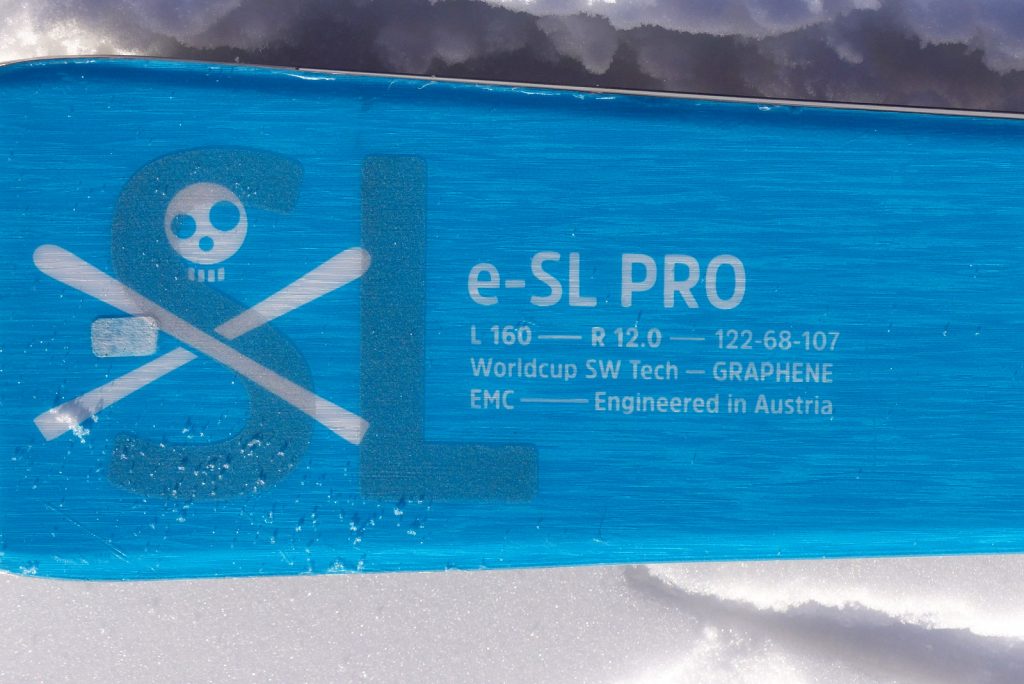 SL
e-SL PRO
L 160 — R 12.0 — 122-68-107
Worldcup SW Tech — GRAPHENE
EMC — Engineered in Austria